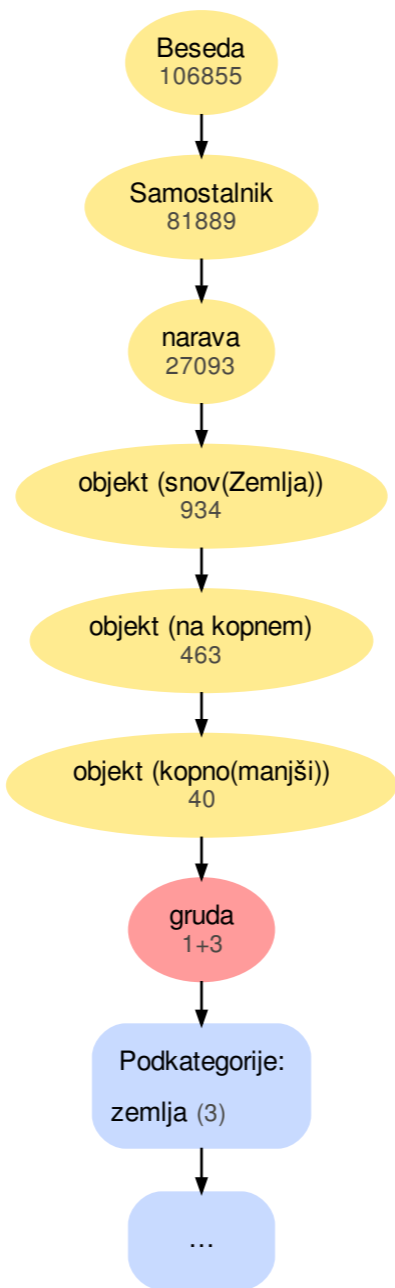 Beseda
106855
Samostalnik
81889
narava
27093
objekt (snov(Zemlja))
934
objekt (na kopnem)
463
objekt (kopno(manjši))
40
gruda
1+3
Podkategorije:
zemlja (3)
...